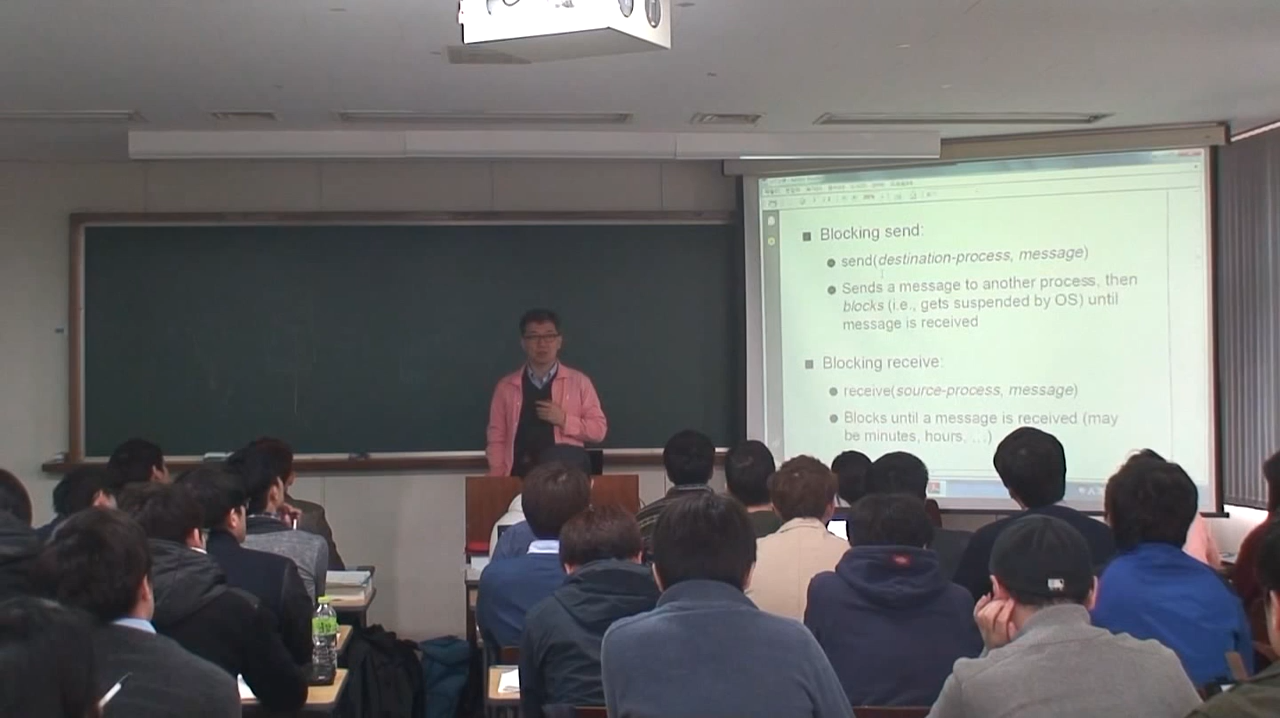 Blocking send:
send(destination-process, message)
Sends a message to another process, then
blocks (i.e., gets suspended by OS) until
message is received
Blocking receive:
receive(source-process, message)
Blocks until a message is received (may
be minutes, hours, …)